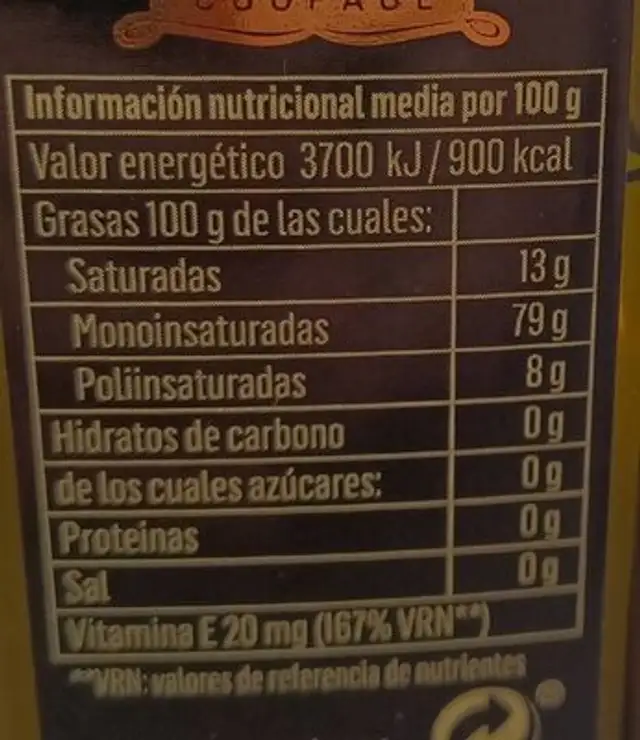 COUPAGE
Información nutricional media por 100 g
Valor energético 3700 kJ / 900 kcal
Grasas 100 g de las cuales:
Saturadas 13 g
Monoinsaturadas 79 g
Poliinsaturadas 8 g
Hidratos de carbono 0 g
de los cuales azúcares: 0 g
Proteínas 0 g
Sal 0 g
Vitamina E 20 mg (167% VRN**)
**VRN: valores de referencia de nutrientes